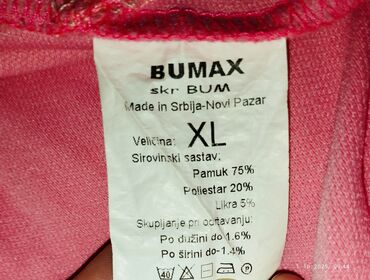 BUMAX
skr BUM
Made in Srbija-Novi Pazar
Veličina: XL
Sirovinski sastav:
Pamuk 75%
Poliestar 20%
Likra 5%
Skupljanje pri održavanju:
Po dužini do 1.6%
Po širini do -1.4%
40